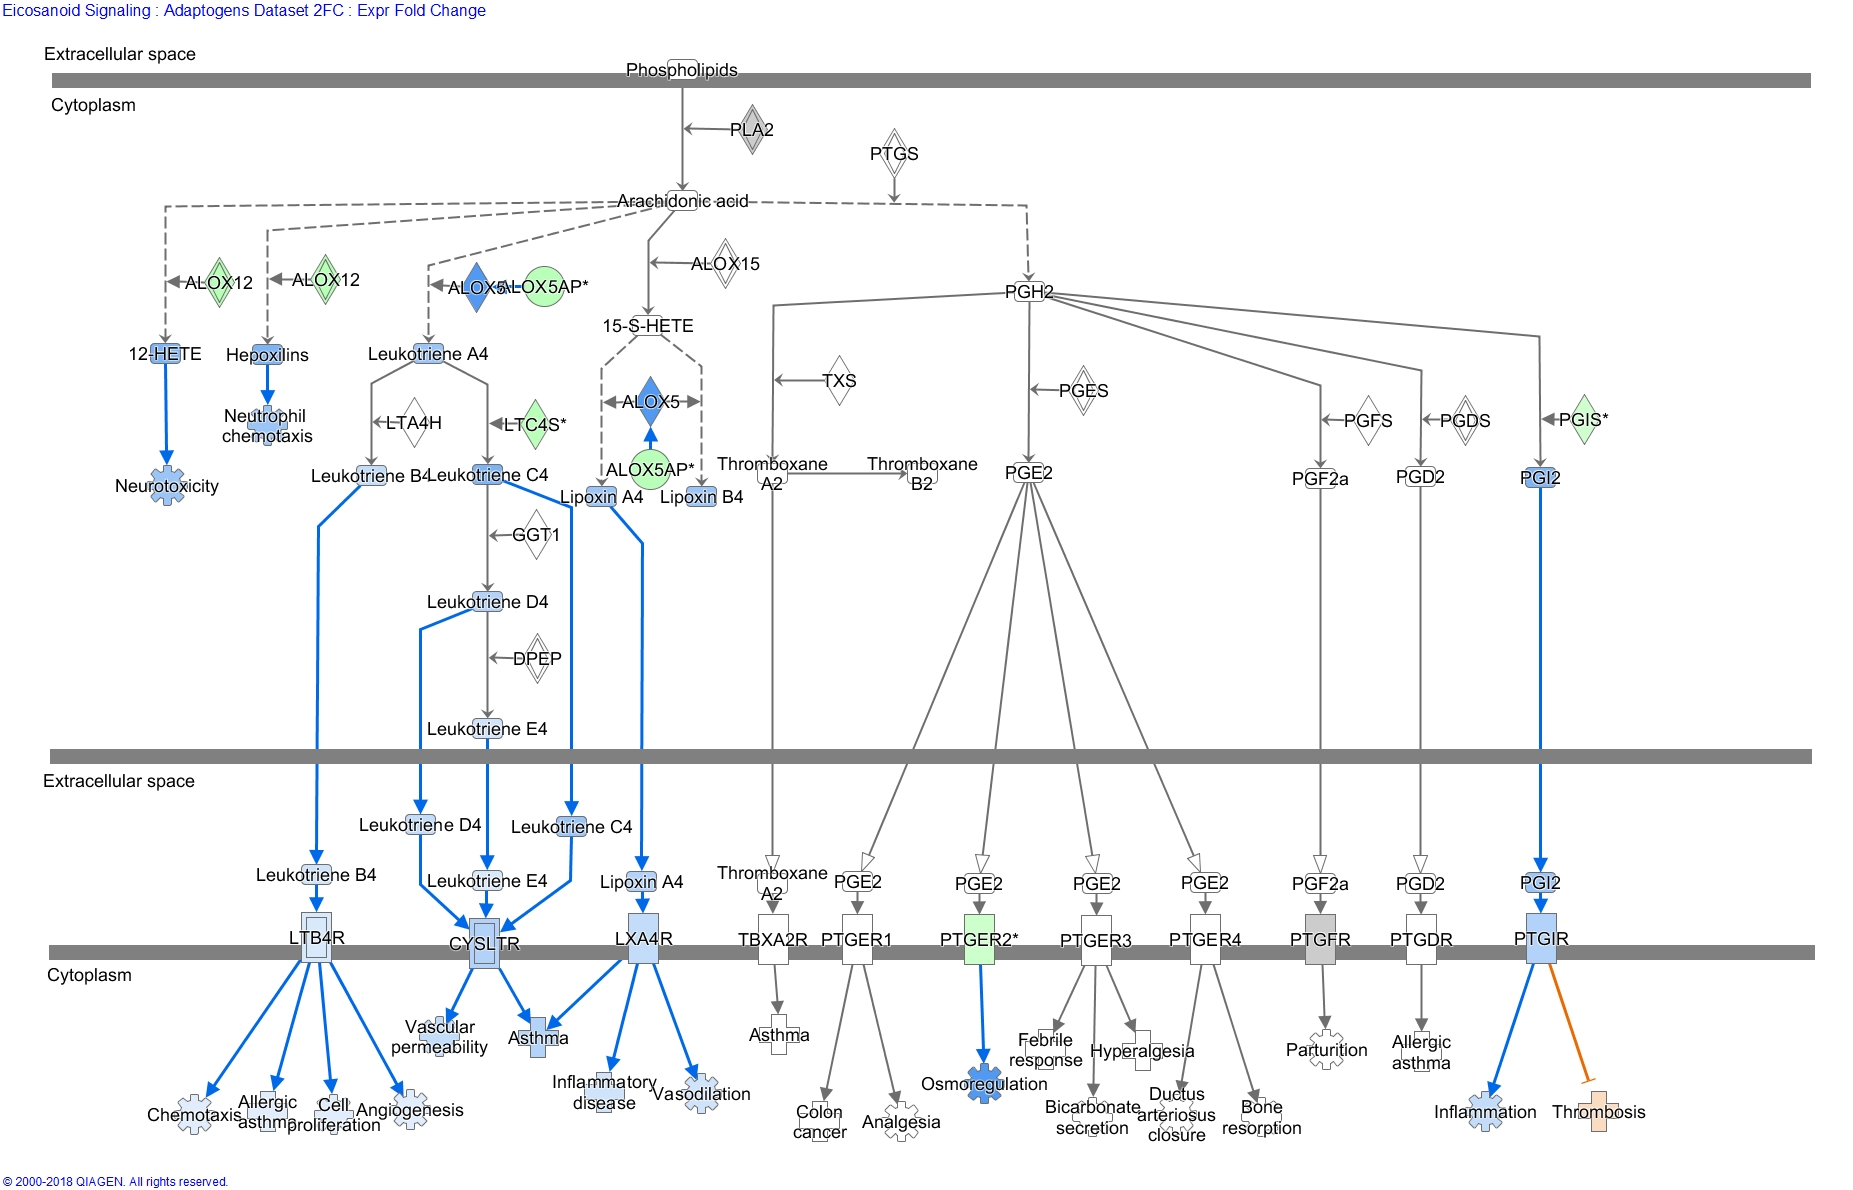 Eicosanoid Signaling : Adaptogens Dataset 2FC : Expr Fold Change
Extracellular space
Phospholipids
Cytoplasm
PLA2
PTGS
Arachidonic acid
ALOX15
ALOX12
ALOX12
ALOX5
ALOX5AP*
PGH2
15-S-HETE
12-HETE
Hepoxilins
Leukotriene A4
TXS
PGES
ALOX5
Neutrophil
chemotaxis
LTA4H
LTC4S*
PGFS
PGDS
PGIS*
ALOX5AP*
Thromboxane
A2
Thromboxane
B2
PGE2
PGF2a
PGD2
PGI2
Neurotoxicity
Leukotriene B4
Leukotriene C4
Lipoxin A4
Lipoxin B4
GGT1
Leukotriene D4
DPEP
Leukotriene E4
Extracellular space
Leukotriene D4
Leukotriene C4
Leukotriene B4
Leukotriene E4
Lipoxin A4
Thromboxane
A2
PGE2
PGE2
PGE2
PGE2
PGF2a
PGD2
PGI2
LTB4R
CYSLTR
LXA4R
TBXA2R
PTGER1
PTGER2*
PTGER3
PTGER4
PTGFR
PTGDR
PTGIR
Cytoplasm
Vascular
permeability
Asthma
Asthma
Febrile
response
Hyperalgesia
Parturition
Allergic
asthma
Inflammatory
disease
Vasodilation
Osmoregulation
Chemotaxis
Allergic
asthma
Cell
proliferation
Angiogenesis
Colon
cancer
Analgesia
Bicarbonate
secretion
Ductus
arteriosus
closure
Bone
resorption
Inflammation
Thrombosis
© 2000-2018 QIAGEN. All rights reserved.